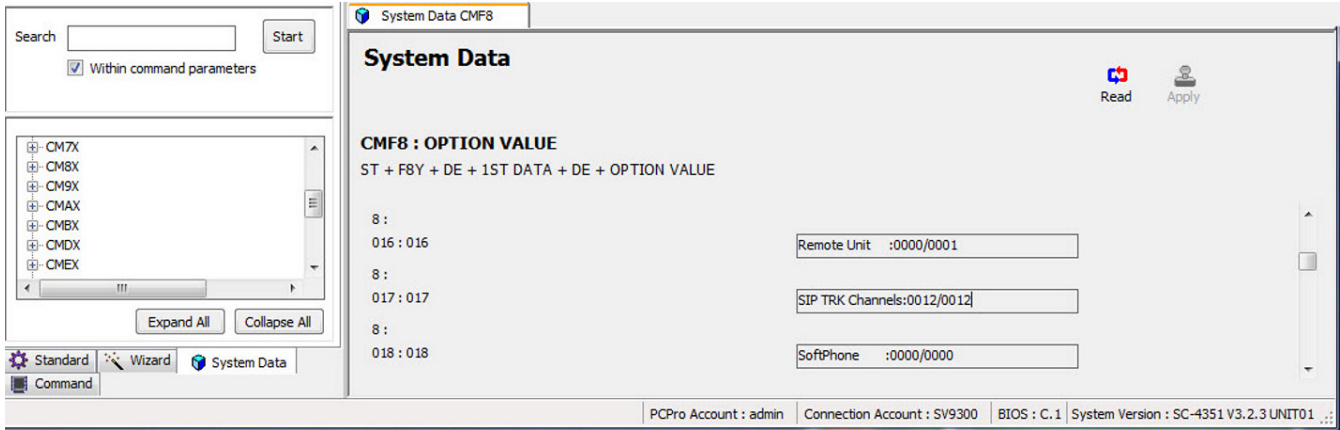 Search
Start
Within command parameters
CM7X
CM8X
CM9X
CMAX
CMBX
CMDX
CMEX
Expand All Collapse All
Standard Wizard System Data
Command
System Data CMF8
System Data
Read Apply
CMF8 : OPTION VALUE
ST + F8Y + DE + 1ST DATA + DE + OPTION VALUE
8 :
016 : 016 Remote Unit :0000/0001
8 :
017 : 017 SIP TRK Channels:0012/0012
8 :
018 : 018 SoftPhone :0000/0000
PCPro Account : admin Connection Account : SV9300 BIOS : C.1 System Version : SC-4351 V3.2.3 UNIT01